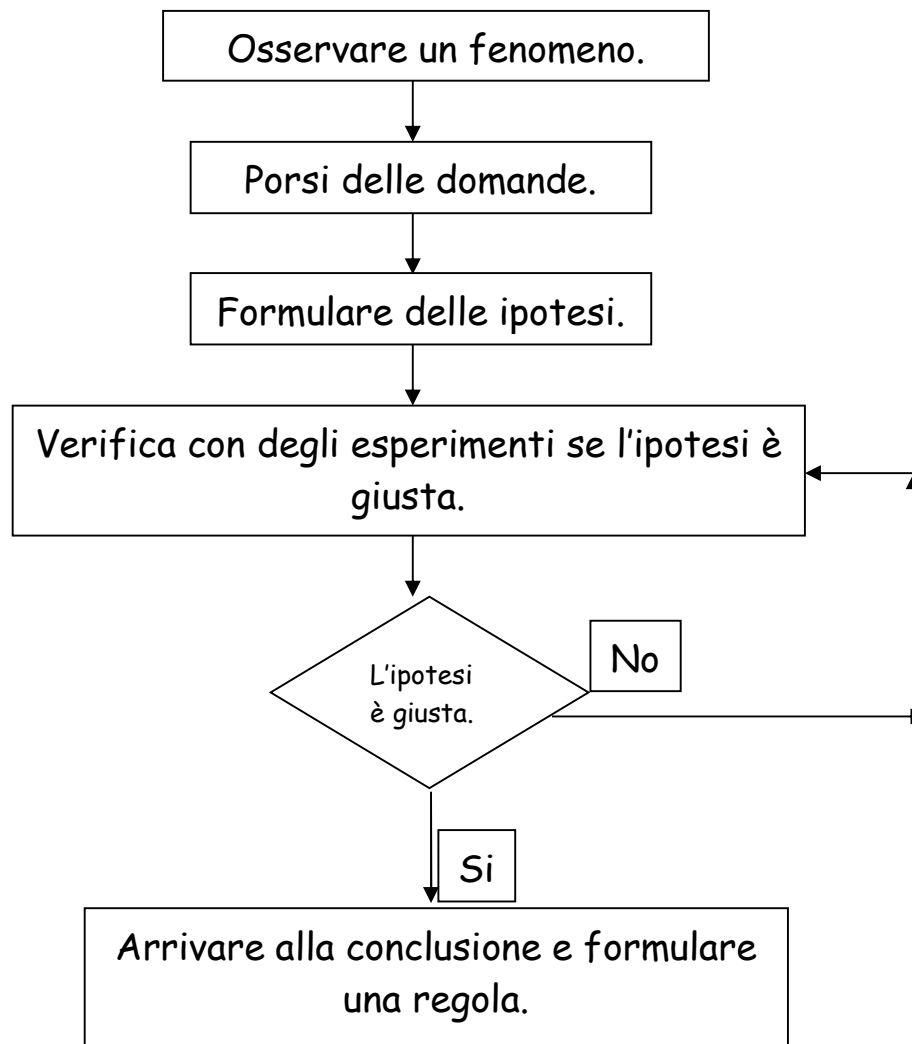 Osservare un fenomeno.
Porsi delle domande.
Formulare delle ipotesi.
Verifica con degli esperimenti se l'ipotesi è
giusta.
L'ipotesi
è giusta.
No
Si
Arrivare alla conclusione e formulare
una regola.